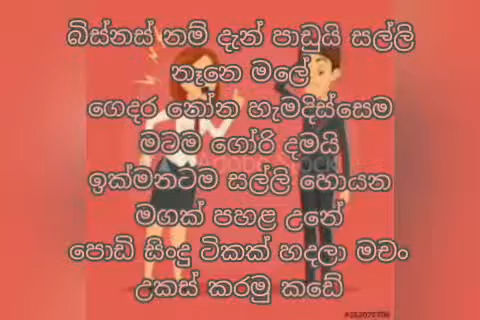 බිස්නස් නම් දැන් පාඩුයි සල්ලි
නෑනෙ මලේ
ගෙදර නෝන හැමදිස්සෙම
මටම ගෝරි දමයි
ඉක්මනටම සල්ලි හොයන
මගක් පහළ උනේ
පොඩි සිංදු ටිකක් හදලා මචං
උකස් කරමු කඩේ